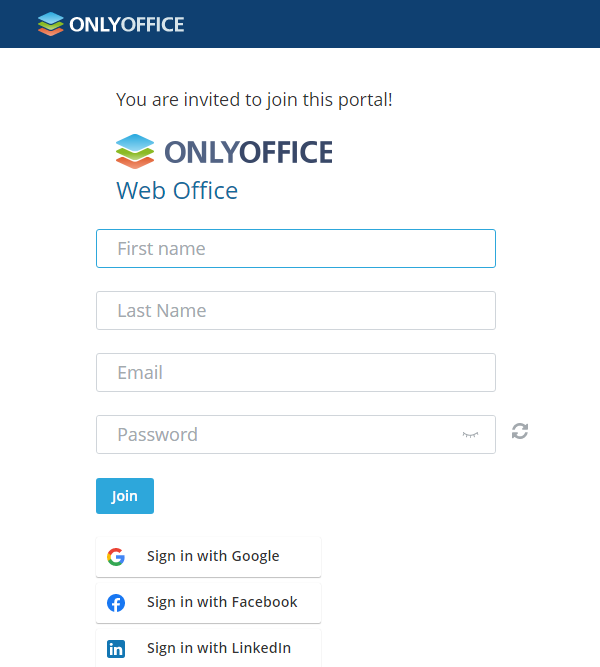 ONLYOFFICE
You are invited to join this portal!
ONLYOFFICE
Web Office
First name
Last Name
Email
Password
Join
Sign in with Google
Sign in with Facebook
in Sign in with LinkedIn